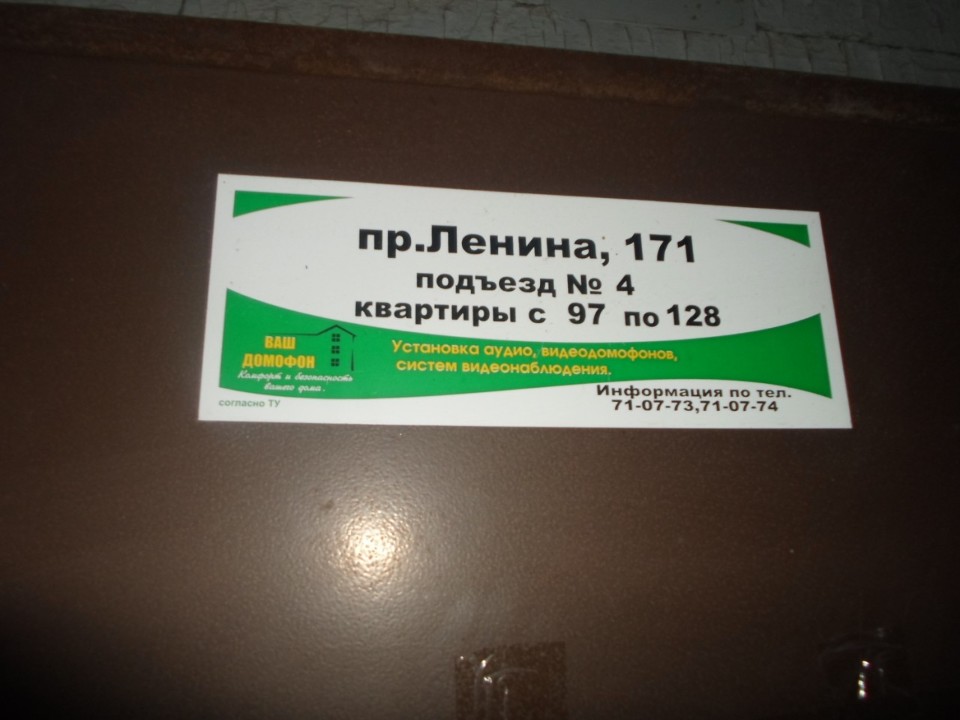 пр.Ленина, 171
подъезд № 4
квартиры с 97 по 128
ВАШ
ДОМОФОН
Комфорт и безопасность
вашего дома.
Установка аудио, видеодомофонов,
систем видеонаблюдения.
согласно ТУ
Информация по тел.
71-07-73,71-07-74